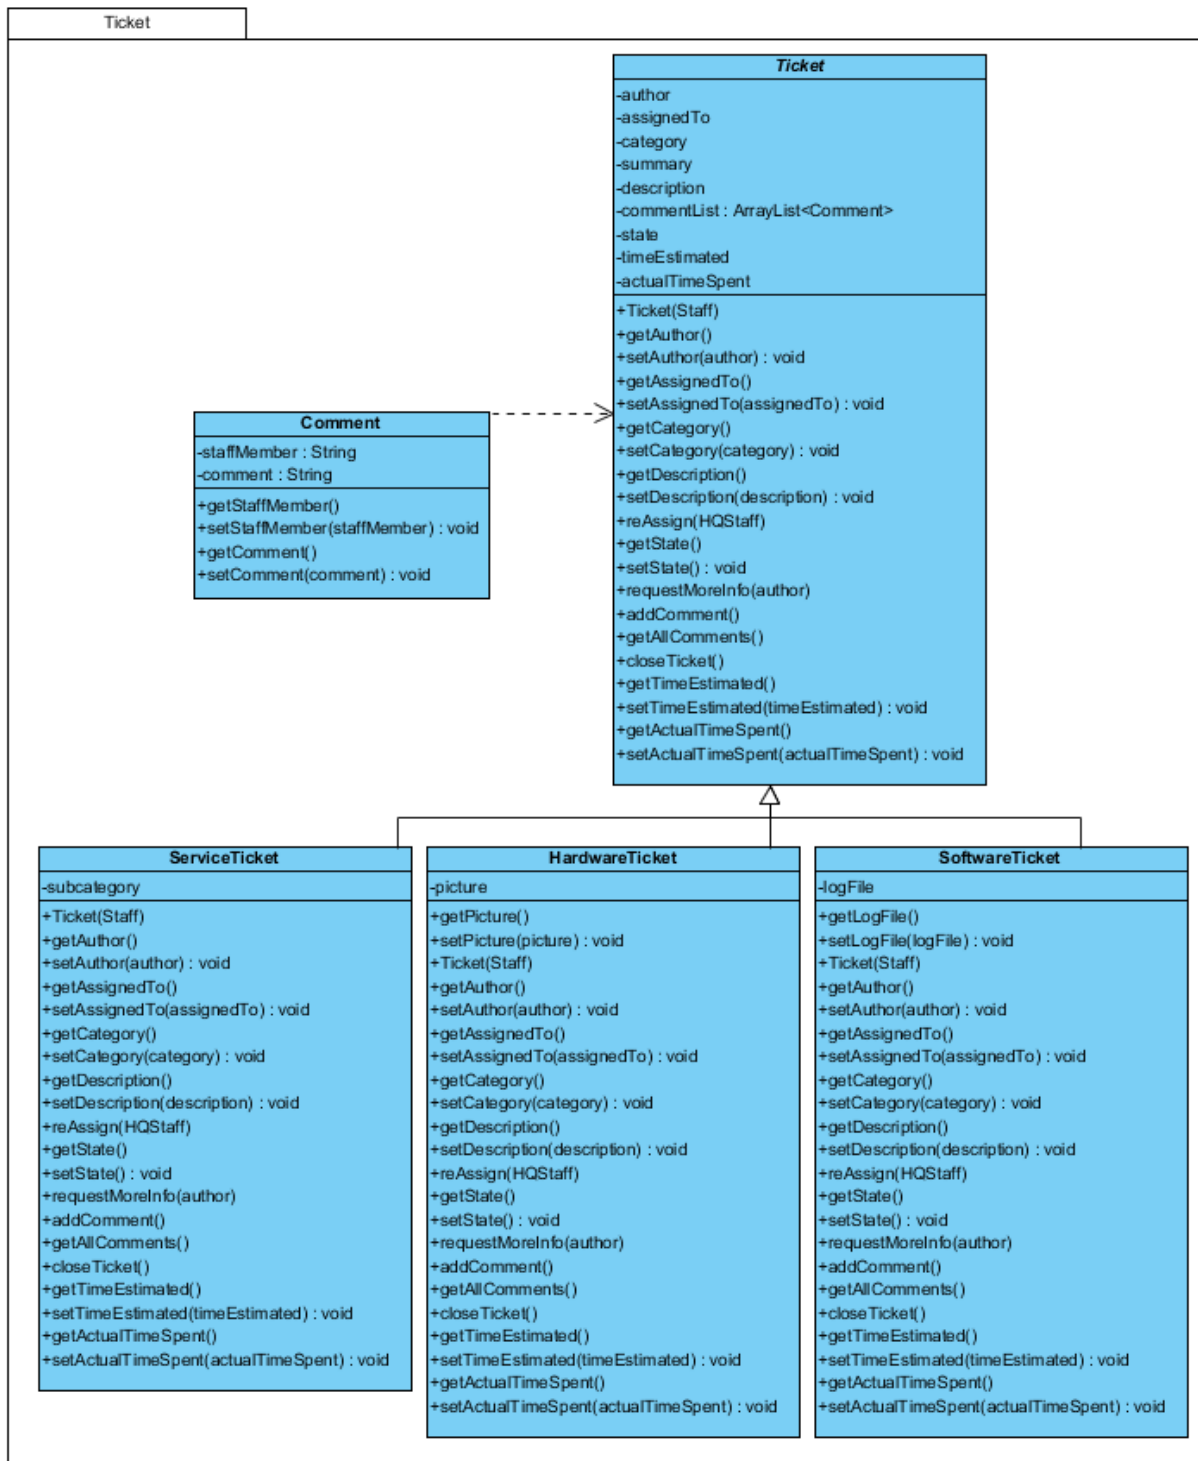 Ticket
Ticket
-author
-assignedTo
-category
-summary
-description
-commentList : ArrayList<Comment>
-state
-timeEstimated
-actualTimeSpent
+Ticket(Staff)
+getAuthor()
+setAuthor(author) : void
+getAssignedTo()
+setAssignedTo(assignedTo) : void
+getCategory()
+setCategory(category) : void
+getDescription()
+setDescription(description) : void
+reAssign(HQStaff)
+getState()
+setState() : void
+requestMoreInfo(author)
+addComment()
+getAllComments()
+closeTicket()
+getTimeEstimated()
+setTimeEstimated(timeEstimated) : void
+getActualTimeSpent()
+setActualTimeSpent(actualTimeSpent) : void
Comment
-staffMember : String
-comment : String
+getStaffMember()
+setStaffMember(staffMember) : void
+getComment()
+setComment(comment) : void
ServiceTicket
-subcategory
+Ticket(Staff)
+getAuthor()
+setAuthor(author) : void
+getAssignedTo()
+setAssignedTo(assignedTo) : void
+getCategory()
+setCategory(category) : void
+getDescription()
+setDescription(description) : void
+reAssign(HQStaff)
+getState()
+setState() : void
+requestMoreInfo(author)
+addComment()
+getAllComments()
+closeTicket()
+getTimeEstimated()
+setTimeEstimated(timeEstimated) : void
+getActualTimeSpent()
+setActualTimeSpent(actualTimeSpent) : void
HardwareTicket
-picture
+getPicture()
+setPicture(picture) : void
+Ticket(Staff)
+getAuthor()
+setAuthor(author) : void
+getAssignedTo()
+setAssignedTo(assignedTo) : void
+getCategory()
+setCategory(category) : void
+getDescription()
+setDescription(description) : void
+reAssign(HQStaff)
+getState()
+setState() : void
+requestMoreInfo(author)
+addComment()
+getAllComments()
+closeTicket()
+getTimeEstimated()
+setTimeEstimated(timeEstimated) : void
+getActualTimeSpent()
+setActualTimeSpent(actualTimeSpent) : void
SoftwareTicket
-logFile
+getLogFile()
+setLogFile(logFile) : void
+Ticket(Staff)
+getAuthor()
+setAuthor(author) : void
+getAssignedTo()
+setAssignedTo(assignedTo) : void
+getCategory()
+setCategory(category) : void
+getDescription()
+setDescription(description) : void
+reAssign(HQStaff)
+getState()
+setState() : void
+requestMoreInfo(author)
+addComment()
+getAllComments()
+closeTicket()
+getTimeEstimated()
+setTimeEstimated(timeEstimated) : void
+getActualTimeSpent()
+setActualTimeSpent(actualTimeSpent) : void